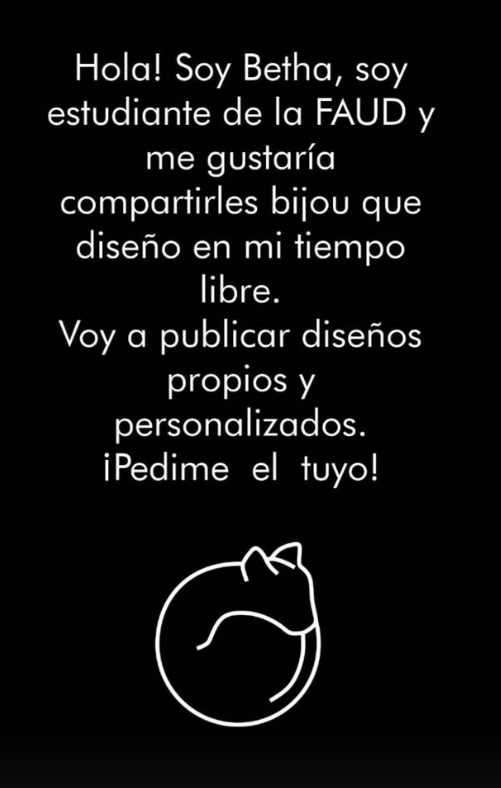 Hola! Soy Betha, soy
estudiante de la FAUD y
me gustaría
compartirles bijou que
diseño en mi tiempo
libre.
Voy a publicar diseños
propios y
personalizados.
¡Pedime el tuyo!